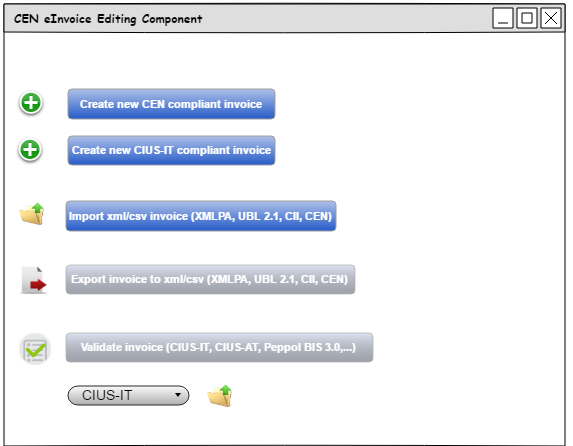 CEN eInvoice Editing Component
Create new CEN compliant invoice
Create new CIUS-IT compliant invoice
Import xml/csv invoice (XMLPA, UBL 2.1, CII, CEN)
Export invoice to xml/csv (XMLPA, UBL 2.1, CII, CEN)
Validate invoice (CIUS-IT, CIUS-AT, Peppol BIS 3.0,...)
CIUS-IT